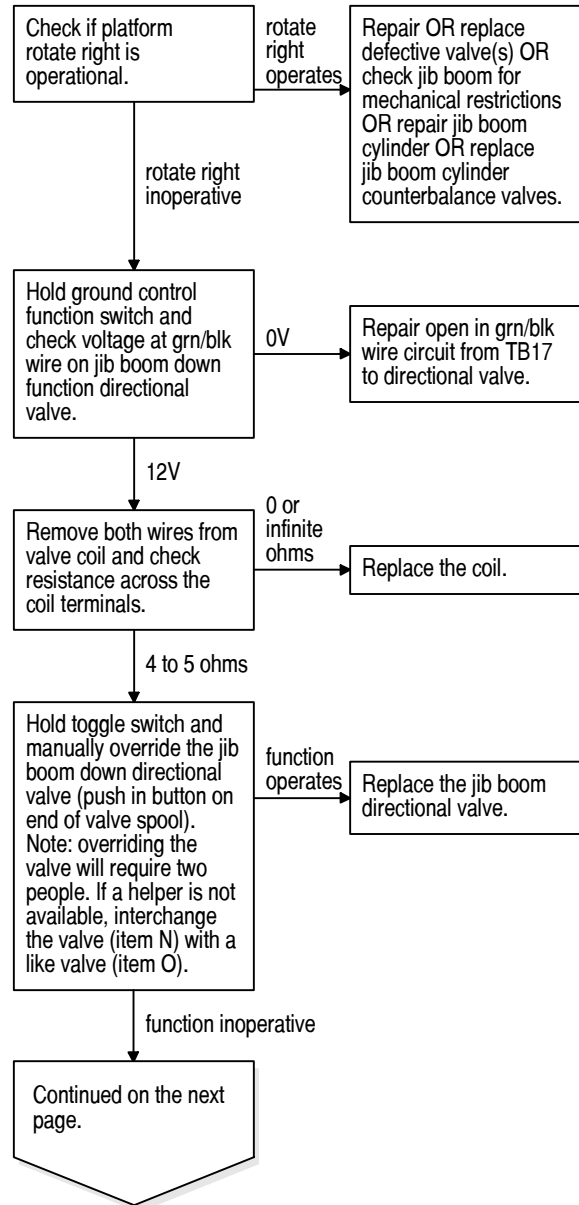 Check if platform
rotate right is
operational.
rotate
right
operates
Repair OR replace
defective valve(s) OR
check jib boom for
mechanical restrictions
OR repair jib boom
cylinder OR replace
jib boom cylinder
counterbalance valves.
rotate right
inoperative
Hold ground control
function switch and
check voltage at grn/blk
wire on jib boom down
function directional
valve.
0V
Repair open in grn/blk
wire circuit from TB17
to directional valve.
12V
Remove both wires from
valve coil and check
resistance across the
coil terminals.
0 or
infinite
ohms
Replace the coil.
4 to 5 ohms
Hold toggle switch and
manually override the jib
boom down directional
valve (push in button on
end of valve spool).
Note: overriding the
valve will require two
people. If a helper is not
available, interchange
the valve (item N) with a
like valve (item O).
function
operates
Replace the jib boom
directional valve.
function inoperative
Continued on the next
page.